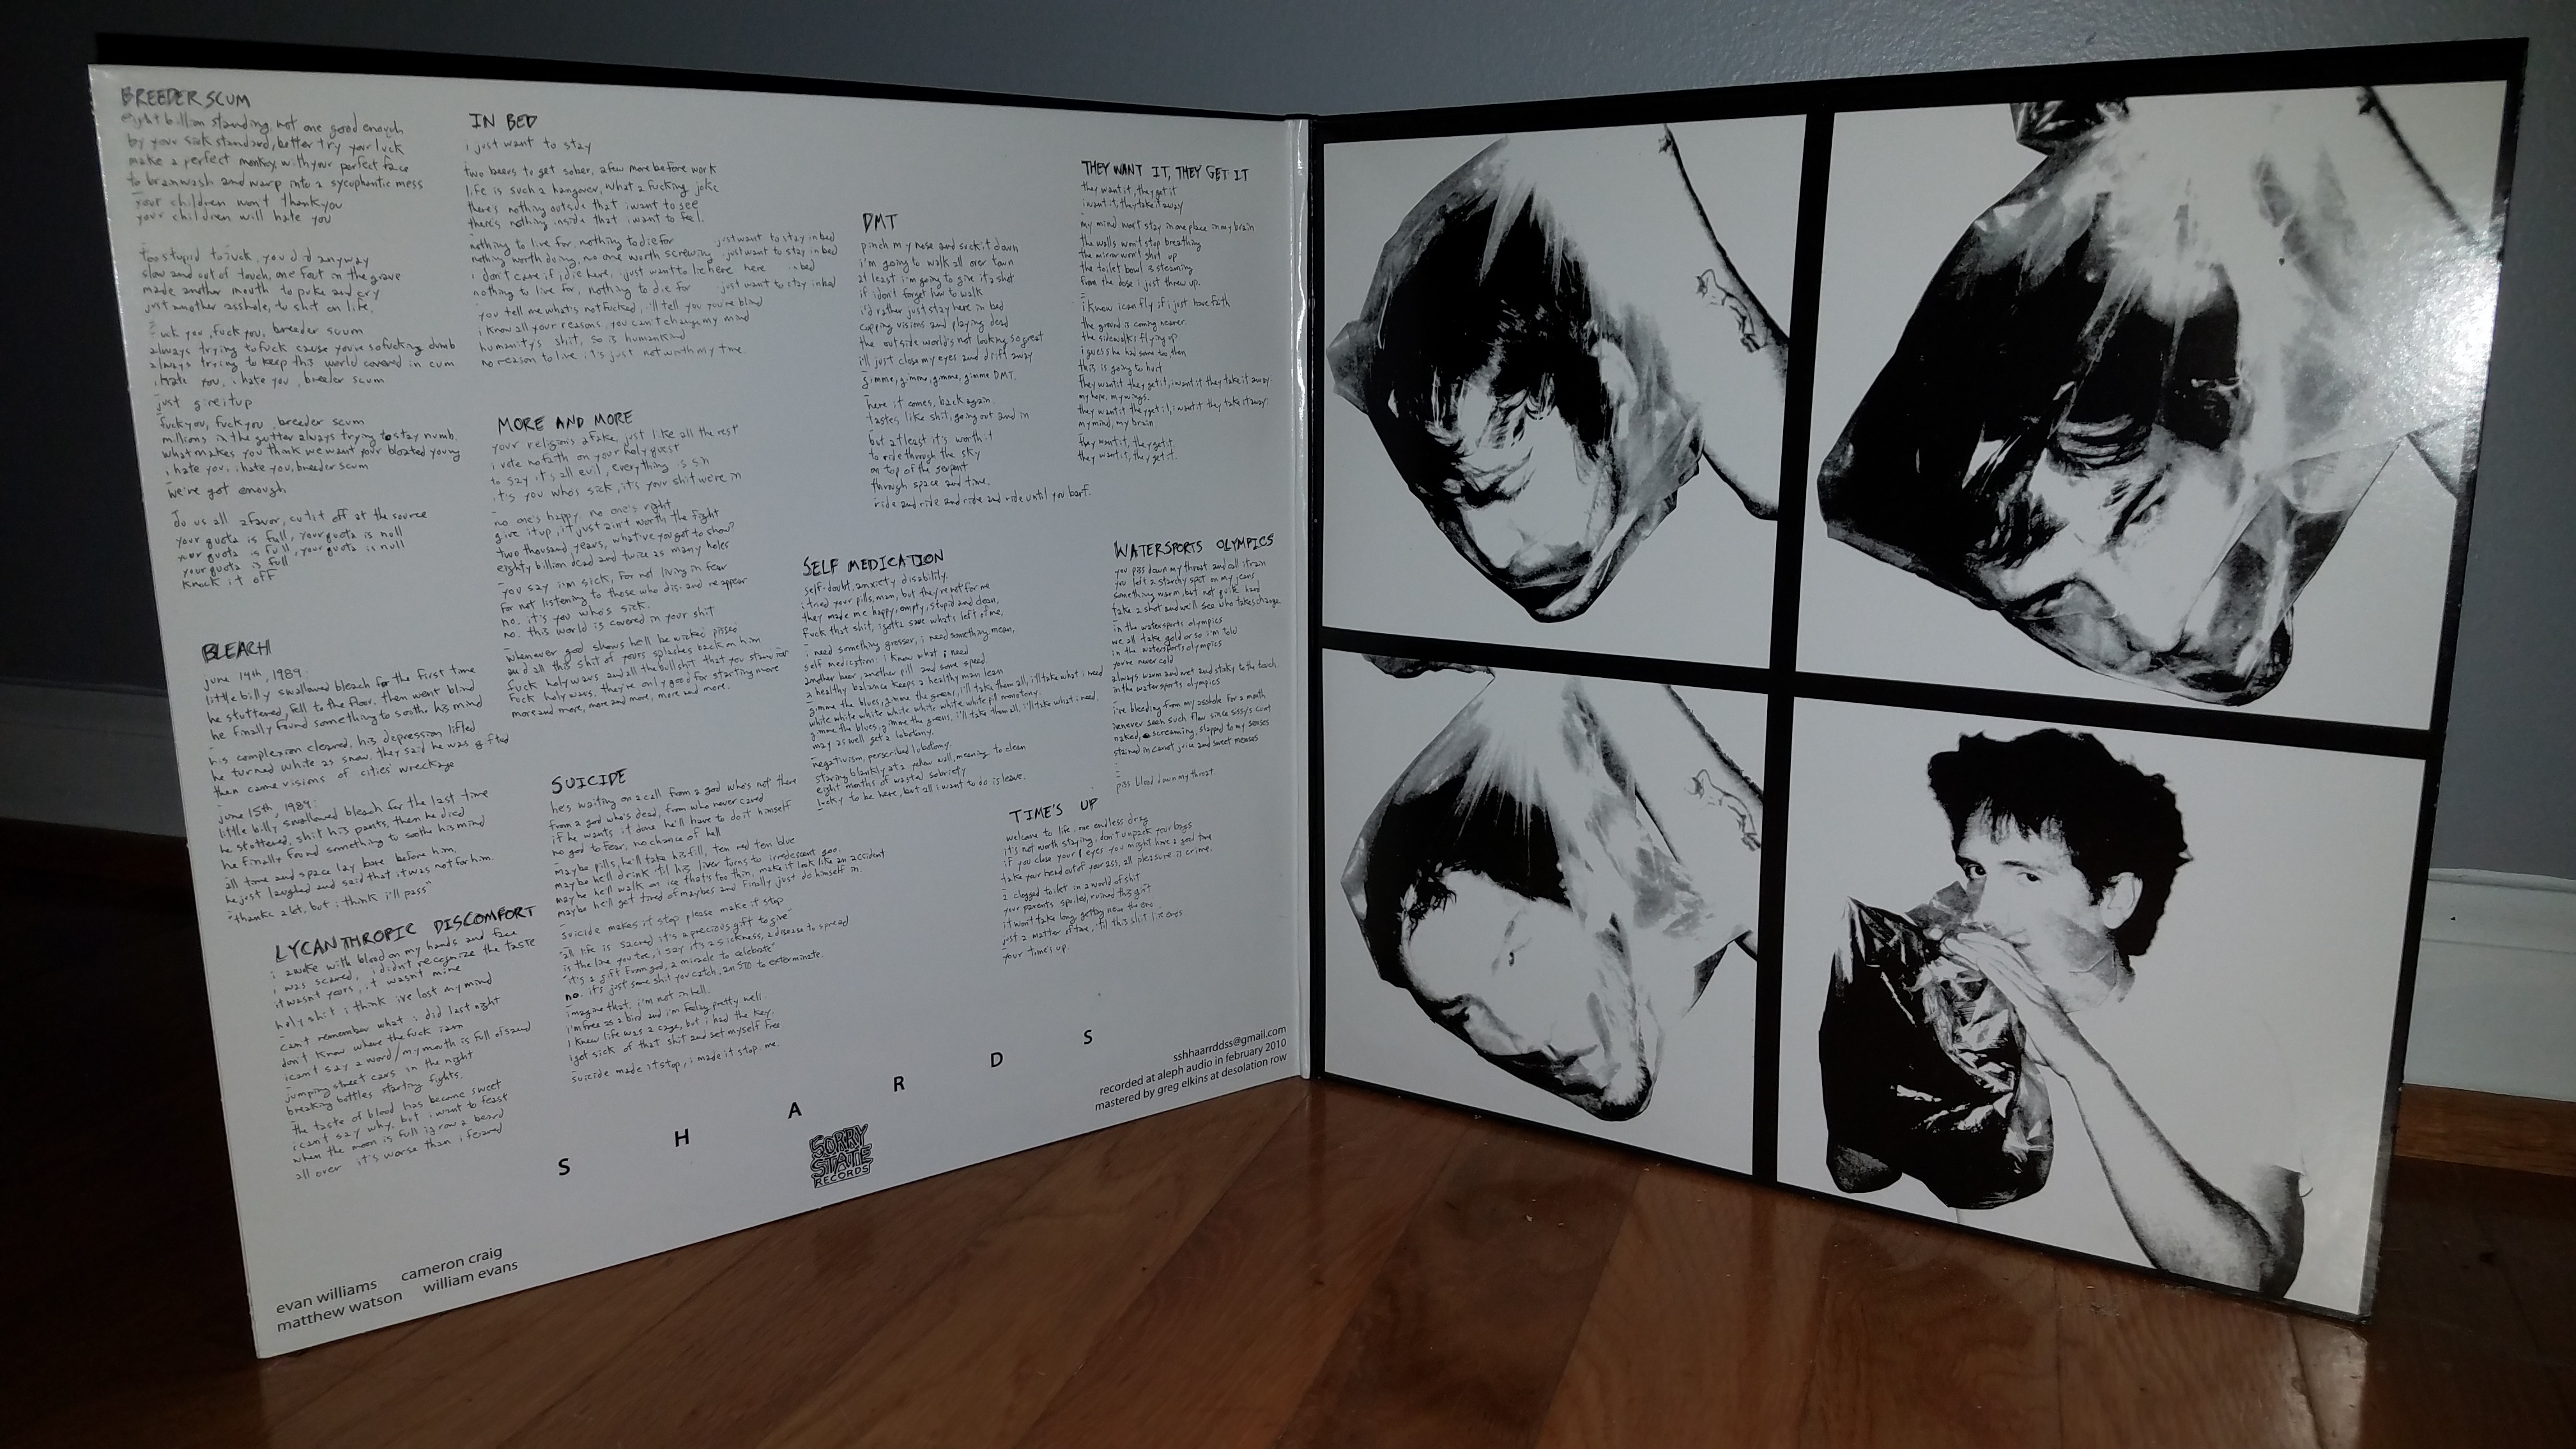 BREEDER SCUM
eight billion standing, not one good enough
by your sick standard, better try your luck
make a perfect monkey with your perfect face
to brainwash and warp into a sycophantic mess
your children won't thank you
your children will hate you
too stupid to fuck, you did anyway
slow and out of touch, one foot in the grave
made another mouth to puke and cry
just another asshole, to shit on life.
fuck you, fuck you, breeder scum
always trying to fuck cause you're so fucking dumb
always trying to keep this world covered in cum
i hate you, i hate you, breeder scum
just give it up
fuck you, fuck you, breeder scum
millions in the gutter always trying to stay numb.
what makes you think we want your bloated young
i hate you, i hate you, breeder scum
we've got enough
do us all a favor, cut it off at the source
your quota is full, your quota is null
your quota is full, your quota is null
your quota is full
knock it off
BLEACH
june 14th, 1989:
little billy swallowed bleach for the first time
he stuttered, fell to the floor, then went blind
he finally found something to soothe his mind
his complexion cleared, his depression lifted
he turned white as snow, they said he was gifted
then came visions of cities' wreckage
june 15th, 1989:
little billy swallowed bleach for the last time
he stuttered, shit his pants, then he died
he finally found something to soothe his mind
all time and space lay bare before him
he just laughed and said that it was not for him.
"thanks a lot, but i think i'll pass"
LYCANTHROPIC DISCOMFORT
i awoke with blood on my hands and face
i was scared, i didn't recognize the taste
it wasn't yours, it wasn't mine
holy shit i think i've lost my mind
can't remember what i did last night
don't know where the fuck i am
i can't say a word/my mouth is full of sand
jumping street cars in the night
breaking bottles starting fights.
the taste of blood has become sweet
i can't say why, but i want to feast
when the moon is full i grow a beard
all over it's worse than i feared
IN BED
i just want to stay
two beers to get sober, a few more before work
life is such a hangover, what a fucking joke
there's nothing outside that i want to see
there's nothing inside that i want to feel.
nothing to live for, nothing to die for just want to stay in bed
nothing worth doing, no one worth screwing just want to stay in bed
i don't care if i die here, i just want to lie here here in bed
nothing to live for, nothing to die for just want to stay in bed
you tell me what's not fucked, i'll tell you you're blind
i know all your reasons, you can't change my mind
humanity's shit, so is humankind
no reason to live it's just not worth my time.
MORE AND MORE
your religion's a fake, just like all the rest
i vote no faith on your holy quest
to say it's all evil, everything is sin
it's you who's sick, it's your shit we're in
no one's happy. no one's right
give it up, it just ain't worth the fight
two thousand years, what've you got to show?
eighty billion dead and twice as many holes
you say i'm sick, for not living in fear
for not listening to those who dis- and reappear
no. it's you who's sick.
no. this world is covered in your shit
whenever god shows he'll be wicked pissed
and all this shit of yours splashes back on him
fuck holy wars and all the bullshit that you stand for
fuck holy wars, they're only good for starting more
more and more, more and more, more and more.
SUICIDE
he's waiting on a call from a god who's not there
from a god who's dead, from who never cared
if he wants it done he'll have to do it himself
no god to fear, no chance of hell
maybe pills, he'll take his fill, ten red ten blue
maybe he'll drink 'til his liver turns to irredescent goo.
maybe he'll walk on ice that's too thin, make it look like an accident
maybe he'll get tired of maybes and finally just do himself in.
suicide makes it stop. please make it stop
"all life is sacred it's a precious gift to give"
is the line you toe, i say it's a sickness, a disease to spread
"it's a gift from god, a miracle to celebrate"
no. it's just some shit you catch, an STD to exterminate.
imagine that, i'm not in hell.
i'm free as a bird and i'm feeling pretty well.
I knew life was a cage, but i had the key.
i got sick of that shit and set myself free
suicide made it stop, i made it stop me.
DMT
pinch my nose and suck it down
i'm going to walk all over town
at least i'm going to give it a shot
if i don't forget how to walk
i'd rather just stay here in bed
copping visions and playing dead
the outside world's not looking so great
i'll just close my eyes and drift away
gimme, gimme, gimme, gimme DMT.
here it comes, back again
tastes like shit, going out and in
but at least it's worth it
to ride through the sky
on top of the serpent
through space and time.
ride and ride and ride and ride until you barf.
SELF MEDICATION
self-doubt, anxiety disability.
i tried your pills, man, but they're not for me
they made me happy, empty, stupid and clean,
fuck that shit, i gotta save what's left of me,
i need something grosser, i need something mean,
self medication: i know what i need
another beer, another pill and some speed.
a healthy balance keeps a healthy man lean
gimme the blues, gimme the greens, i'll take them all, i'll take what i need
white white white white white white white pill monotony.
gimme the blues, gimme the greens, i'll take them all, i'll take what i need.
may as well get a lobotomy.
negativism, perscribed lobotomy.
staring blankly at a yellow wall, meaning to clean
eight months of wasted sobriety
lucky to be here, but all i want to do is leave.
THEY WANT IT, THEY GET IT
they want it, they get it
i want it, they take it away
my mind won't stay in one place in my brain
the walls won't stop breathing
the mirror won't shut up
the toilet bowl is steaming
from the dose i just threw up.
i know i can fly if i just have faith
the ground is coming nearer.
the sidewalks flying up
i guess he had some too then
this is going to hurt
they want it they get it, i want it they take it away.
my hope, my wings.
they want it they get it, i want it they take it away.
my mind, my brain
they want it, they get it.
they want it, they get it.
WATERSPORTS OLYMPICS
you piss down my throat and call it rain
you left a starchy spot on my jeans
something warm, but not quite hard
take a shot and we'll see who takes charge
in the watersports olympics
we all take gold or so i'm told
in the watersports olympics
you're never cold
always warm and wet and sticky to the touch
in the watersports olympics
i've bleeding from my asshole for a month
i never seen such flow since sissy's cunt
naked, screaming, slapped to my senses
stained in carrot juice and sweet menses
piss blood down my throat
TIME'S UP
welcome to life, one endless drag
it's not worth staying, don't unpack your bags
if you close your eyes you might have a good time
take your head out of your ass, all pleasure is crime.
a clogged toilet in a world of shit
your parents spoiled, ruined this gift
it won't take long, getting near the end
just a matter of time, 'til this shit life ends
your time's up.
S H A R D S
SORRY
STATE
RECORDS
sshhaarrddss@gmail.com
recorded at aleph audio in february 2010
mastered by greg elkins at desolation row
evan williams cameron craig
matthew watson william evans